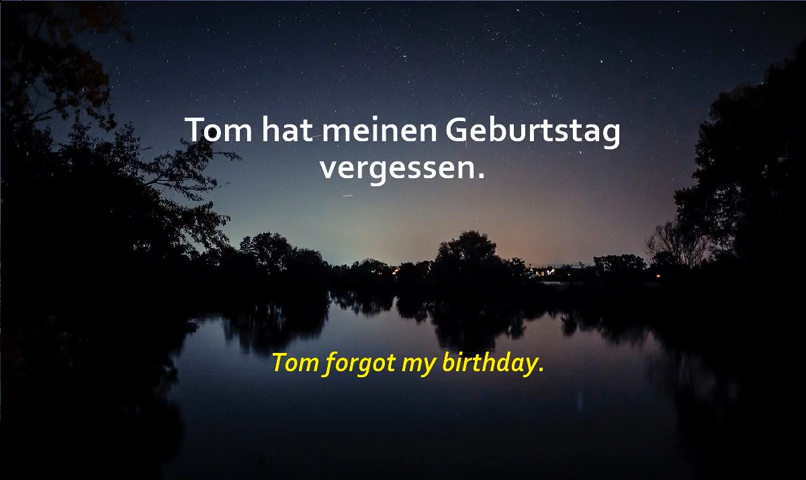 Tom hat meinen Geburtstag
vergessen.
Tom forgot my birthday.